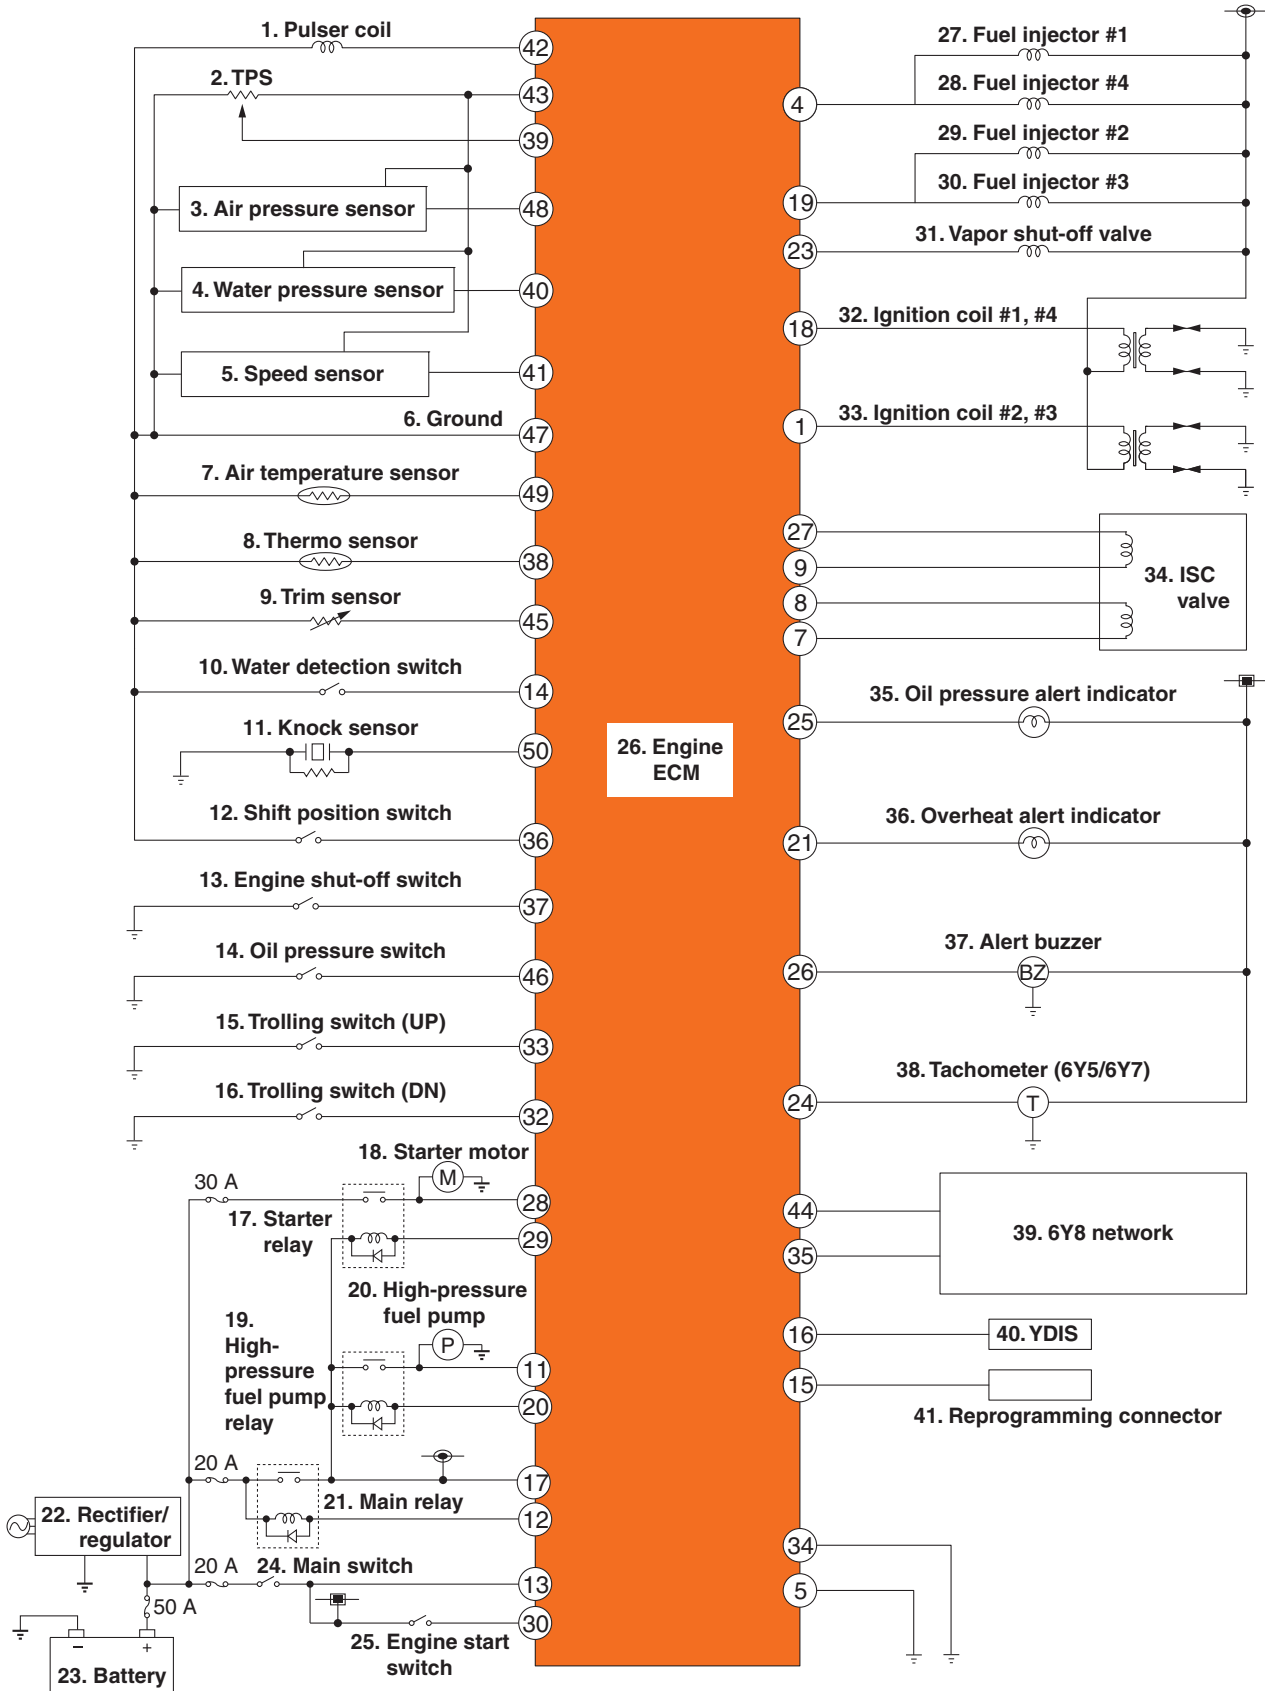 1. Pulser coil
42
2. TPS
43
39
3. Air pressure sensor
48
4. Water pressure sensor
40
5. Speed sensor
41
6. Ground
47
7. Air temperature sensor
49
8. Thermo sensor
38
9. Trim sensor
45
10. Water detection switch
14
11. Knock sensor
50
12. Shift position switch
36
13. Engine shut-off switch
37
14. Oil pressure switch
46
15. Trolling switch (UP)
33
16. Trolling switch (DN)
32
18. Starter motor
M
30 A
28
17. Starter
relay
29
20. High-pressure
fuel pump
P
19.
High-
pressure
fuel pump
relay
11
20
20 A
17
21. Main relay
12
22. Rectifier/
regulator
20 A
24. Main switch
13
50 A
30
25. Engine start
switch
−
+
23. Battery
26. Engine
ECM
27. Fuel injector #1
4
28. Fuel injector #4
29. Fuel injector #2
19
30. Fuel injector #3
23
31. Vapor shut-off valve
18
32. Ignition coil #1, #4
1
33. Ignition coil #2, #3
27
9
8
7
34. ISC
valve
35. Oil pressure alert indicator
25
36. Overheat alert indicator
21
37. Alert buzzer
26
BZ
38. Tachometer (6Y5/6Y7)
24
T
44
35
39. 6Y8 network
16
40. YDIS
15
41. Reprogramming connector
34
5